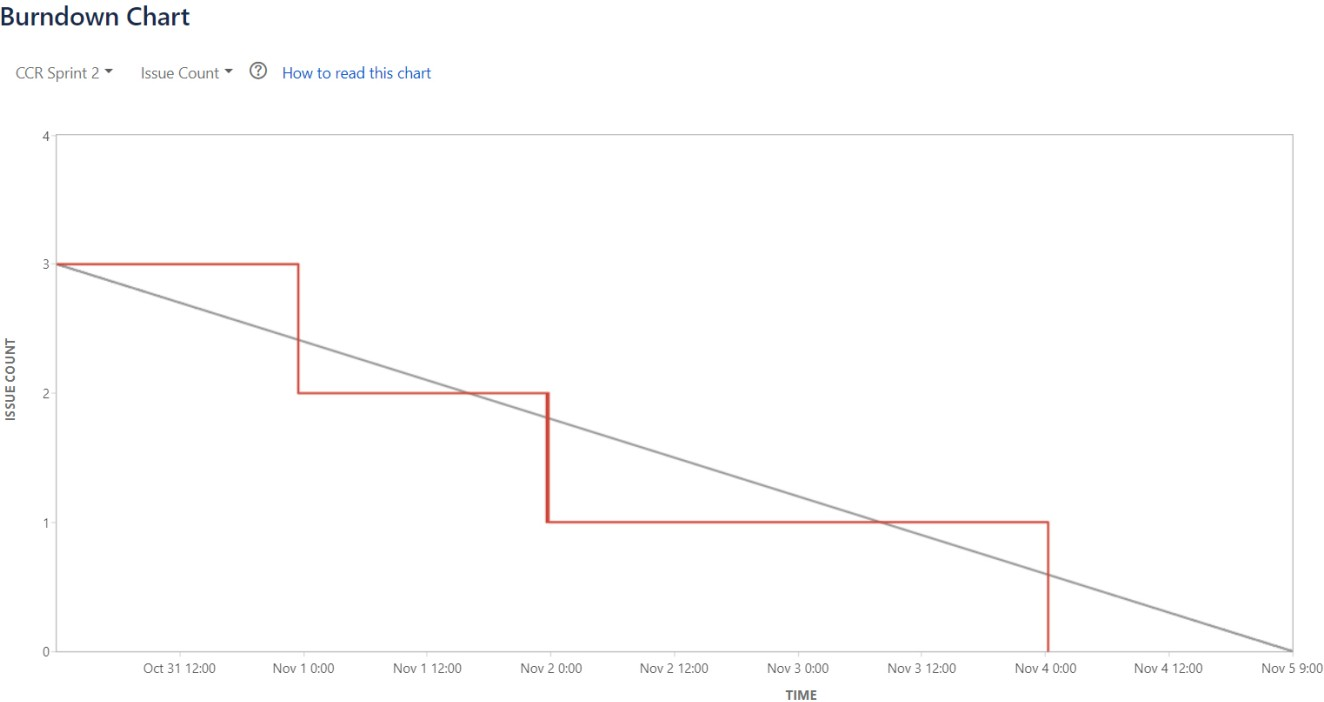 Burndown Chart
CCR Sprint 2 Issue Count ? How to read this chart
4
3
2
1
0
ISSUE COUNT
Oct 31 12:00 Nov 1 0:00 Nov 1 12:00 Nov 2 0:00 Nov 2 12:00 Nov 3 0:00 Nov 3 12:00 Nov 4 0:00 Nov 4 12:00 Nov 5 9:00
TIME